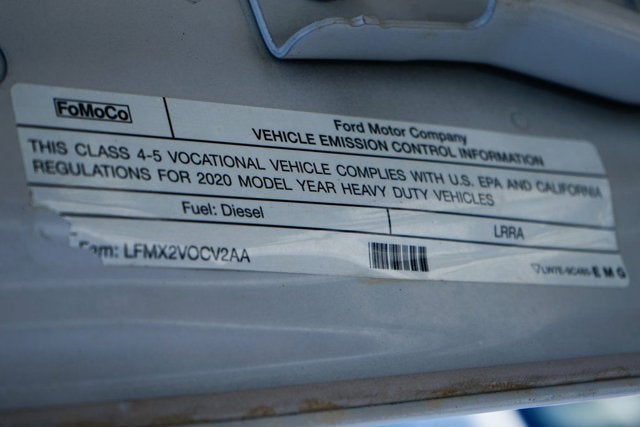 FoMoCo
Ford Motor Company
VEHICLE EMISSION CONTROL INFORMATION
THIS CLASS 4-5 VOCATIONAL VEHICLE COMPLIES WITH U.S. EPA AND CALIFORNIA
REGULATIONS FOR 2020 MODEL YEAR HEAVY DUTY VEHICLES
Fuel: Diesel
LRRA
Fam: LFMX2VOCV2AA
EMG